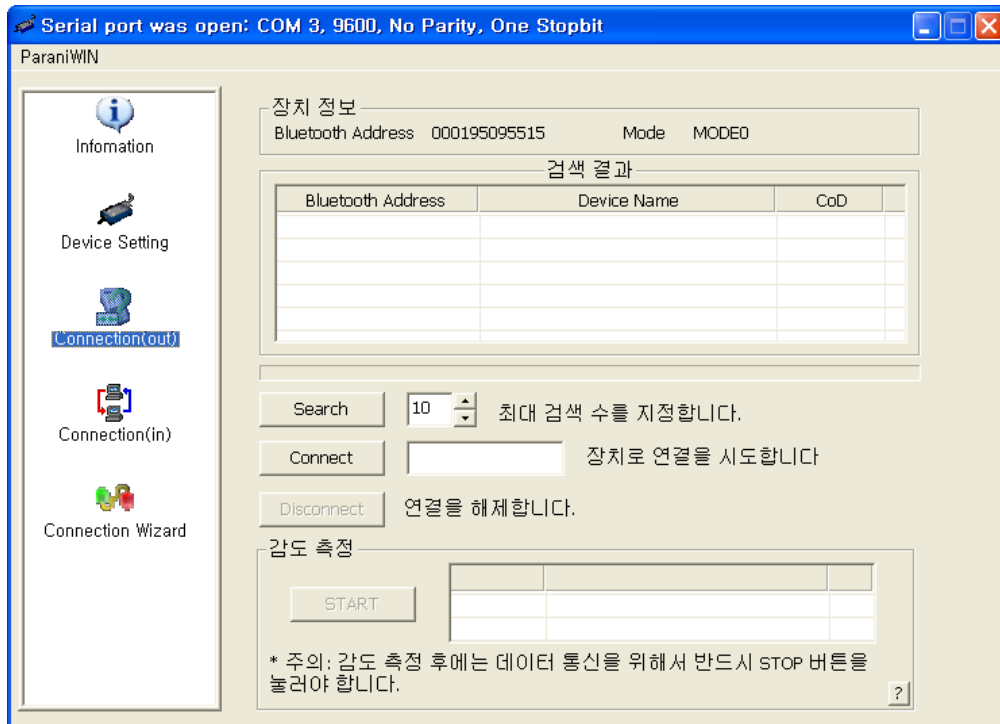 Serial port was open: COM 3, 9600, No Parity, One Stopbit
ParaniWIN
Infomation
Device Setting
Connection(out)
Connection(in)
Connection Wizard
장치 정보
Bluetooth Address 000195095515 Mode MODE0
검색 결과
Bluetooth Address Device Name CoD
Search 10 최대 검색 수를 지정합니다.
Connect 장치로 연결을 시도합니다
Disconnect 연결을 해제합니다.
감도 측정
START
* 주의: 감도 측정 후에는 데이터 통신을 위해서 반드시 STOP 버튼을
눌러야 합니다.
?